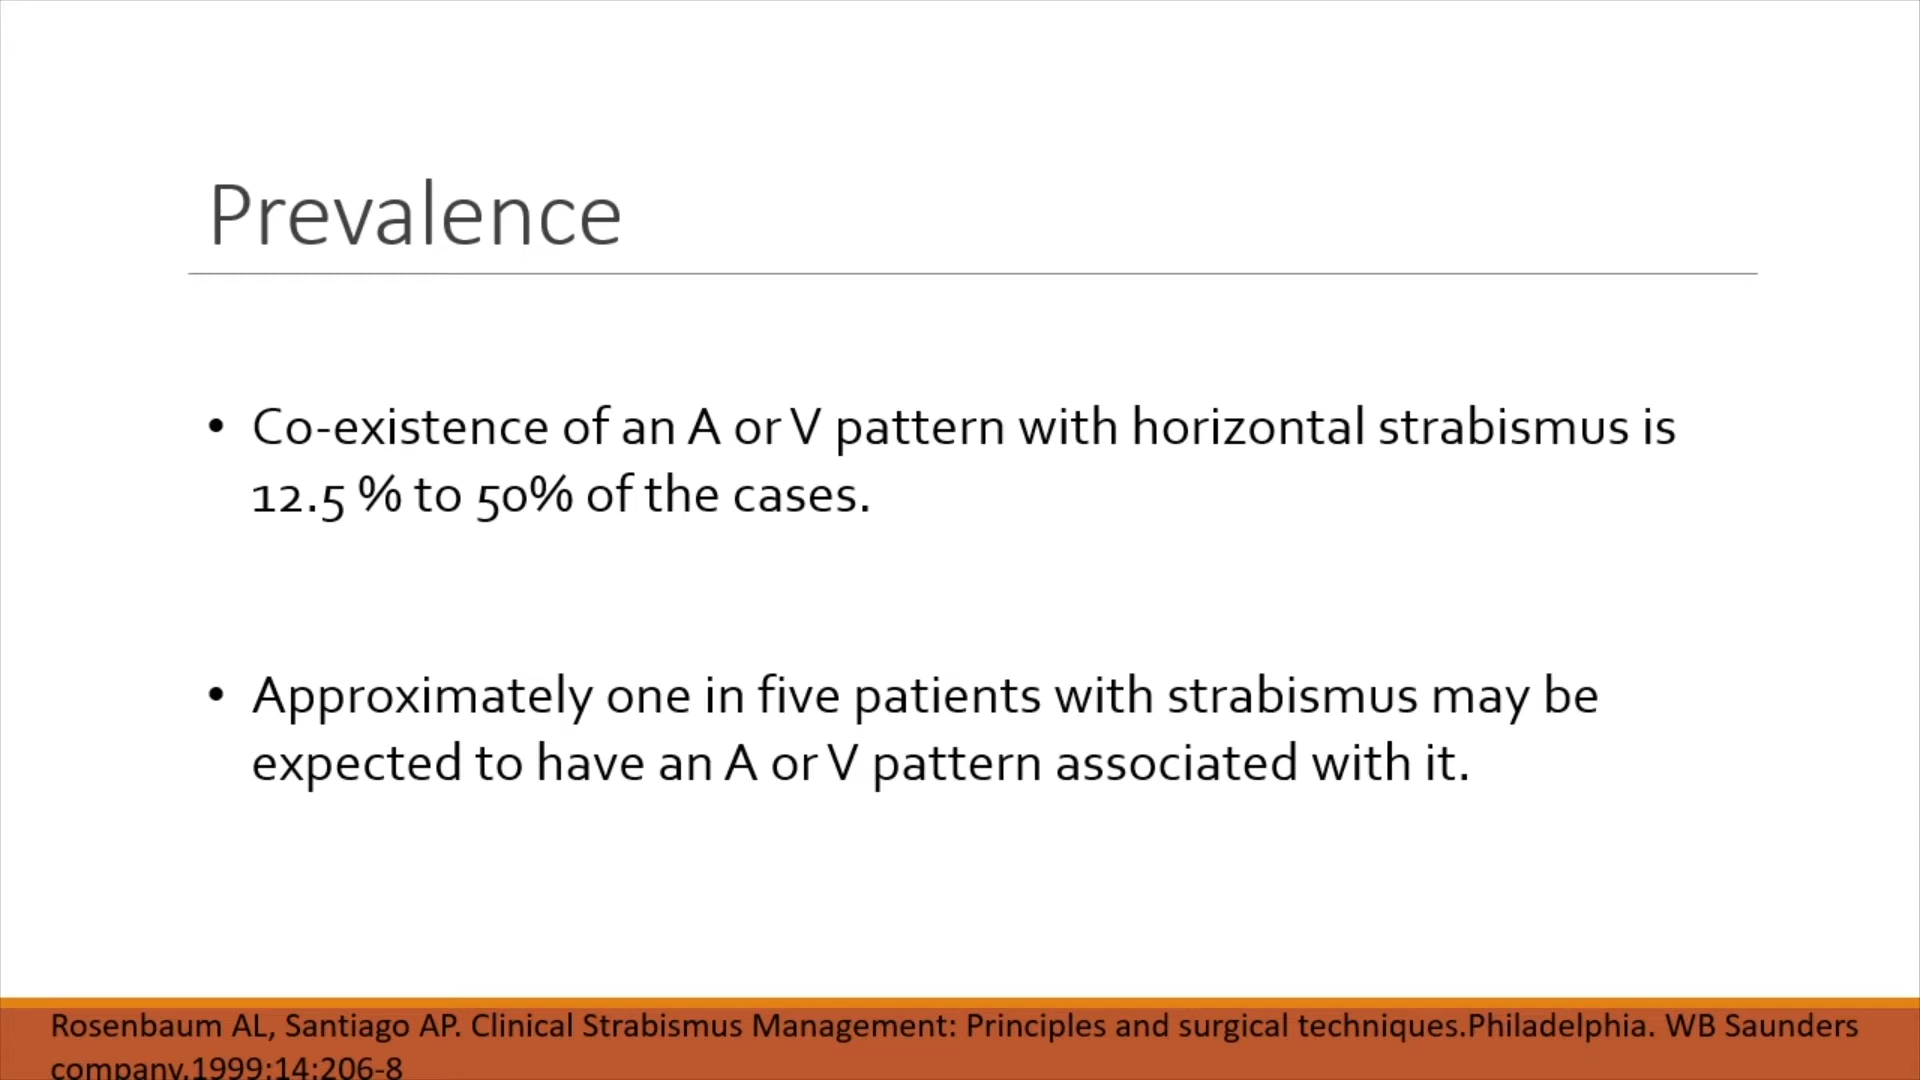 Prevalence
• Co-existence of an A or V pattern with horizontal strabismus is
12.5 % to 50% of the cases.
• Approximately one in five patients with strabismus may be
expected to have an A or V pattern associated with it.
Rosenbaum AL, Santiago AP. Clinical Strabismus Management: Principles and surgical techniques.Philadelphia. WB Saunders
company.1999;14:206-8